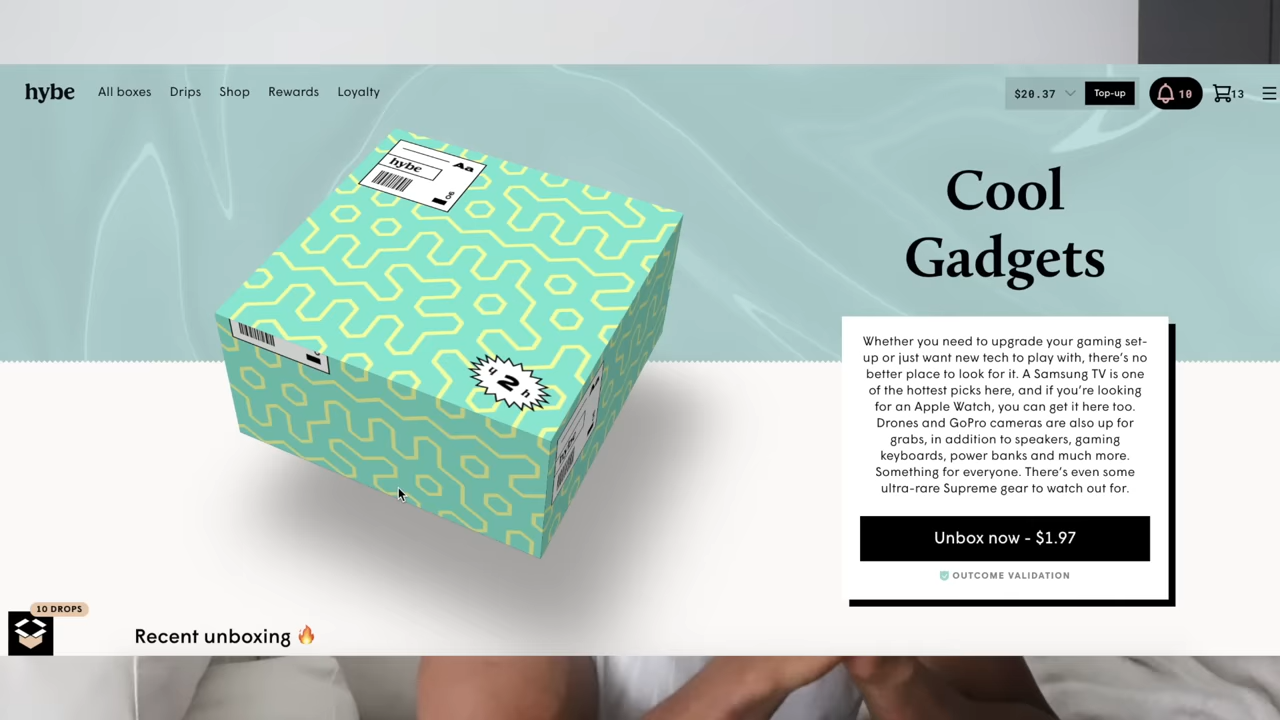 hybe
All boxes
Drips
Shop
Rewards
Loyalty
$20.37
Top-up
10
13
hybe
Aa
Cool
Gadgets
Whether you need to upgrade your gaming set-
up or just want new tech to play with, there's no
better place to look for it. A Samsung TV is one
of the hottest picks here, and if you're looking
for an Apple Watch, you can get it here too.
Drones and GoPro cameras are also up for
grabs, in addition to speakers, gaming
keyboards, power banks and much more.
Something for everyone. There's even some
ultra-rare Supreme gear to watch out for.
Unbox now - $1.97
OUTCOME VALIDATION
2
Aa
10 DROPS
Recent unboxing 🔥